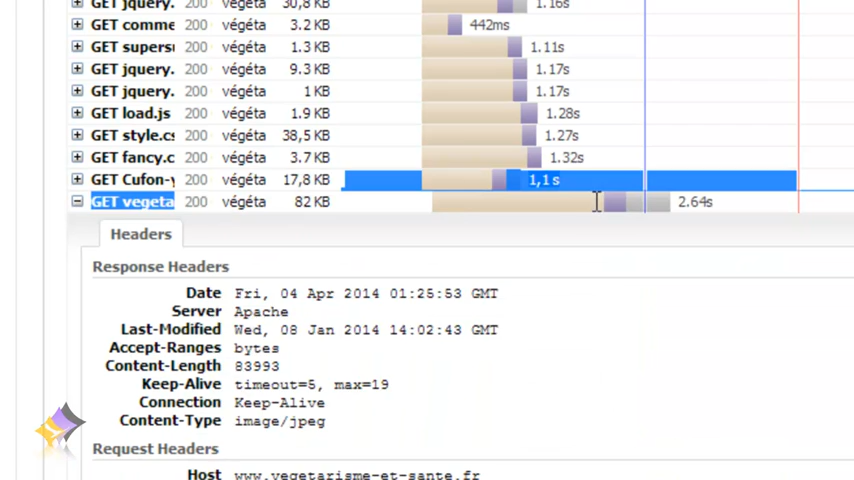 GET jquery. 200 végéta 30,8 KB 1.16s
GET comme 200 végéta 3.2 KB 442ms
GET supersu 200 végéta 1.3 KB 1.11s
GET jquery. 200 végéta 9.3 KB 1.17s
GET jquery. 200 végéta 1 KB 1.17s
GET load.js 200 végéta 1.9 KB 1.28s
GET style.cs 200 végéta 38,5 KB 1.27s
GET fancy.c 200 végéta 3.7 KB 1.32s
GET Cufon-y 200 végéta 17,8 KB 1,1 s
GET vegeta 200 végéta 82 KB 2.64s
Headers
Response Headers
Date Fri, 04 Apr 2014 01:25:53 GMT
Server Apache
Last-Modified Wed, 08 Jan 2014 14:02:43 GMT
Accept-Ranges bytes
Content-Length 83993
Keep-Alive timeout=5, max=19
Connection Keep-Alive
Content-Type image/jpeg
Request Headers
Host www.vegetarisme-et-sante.fr